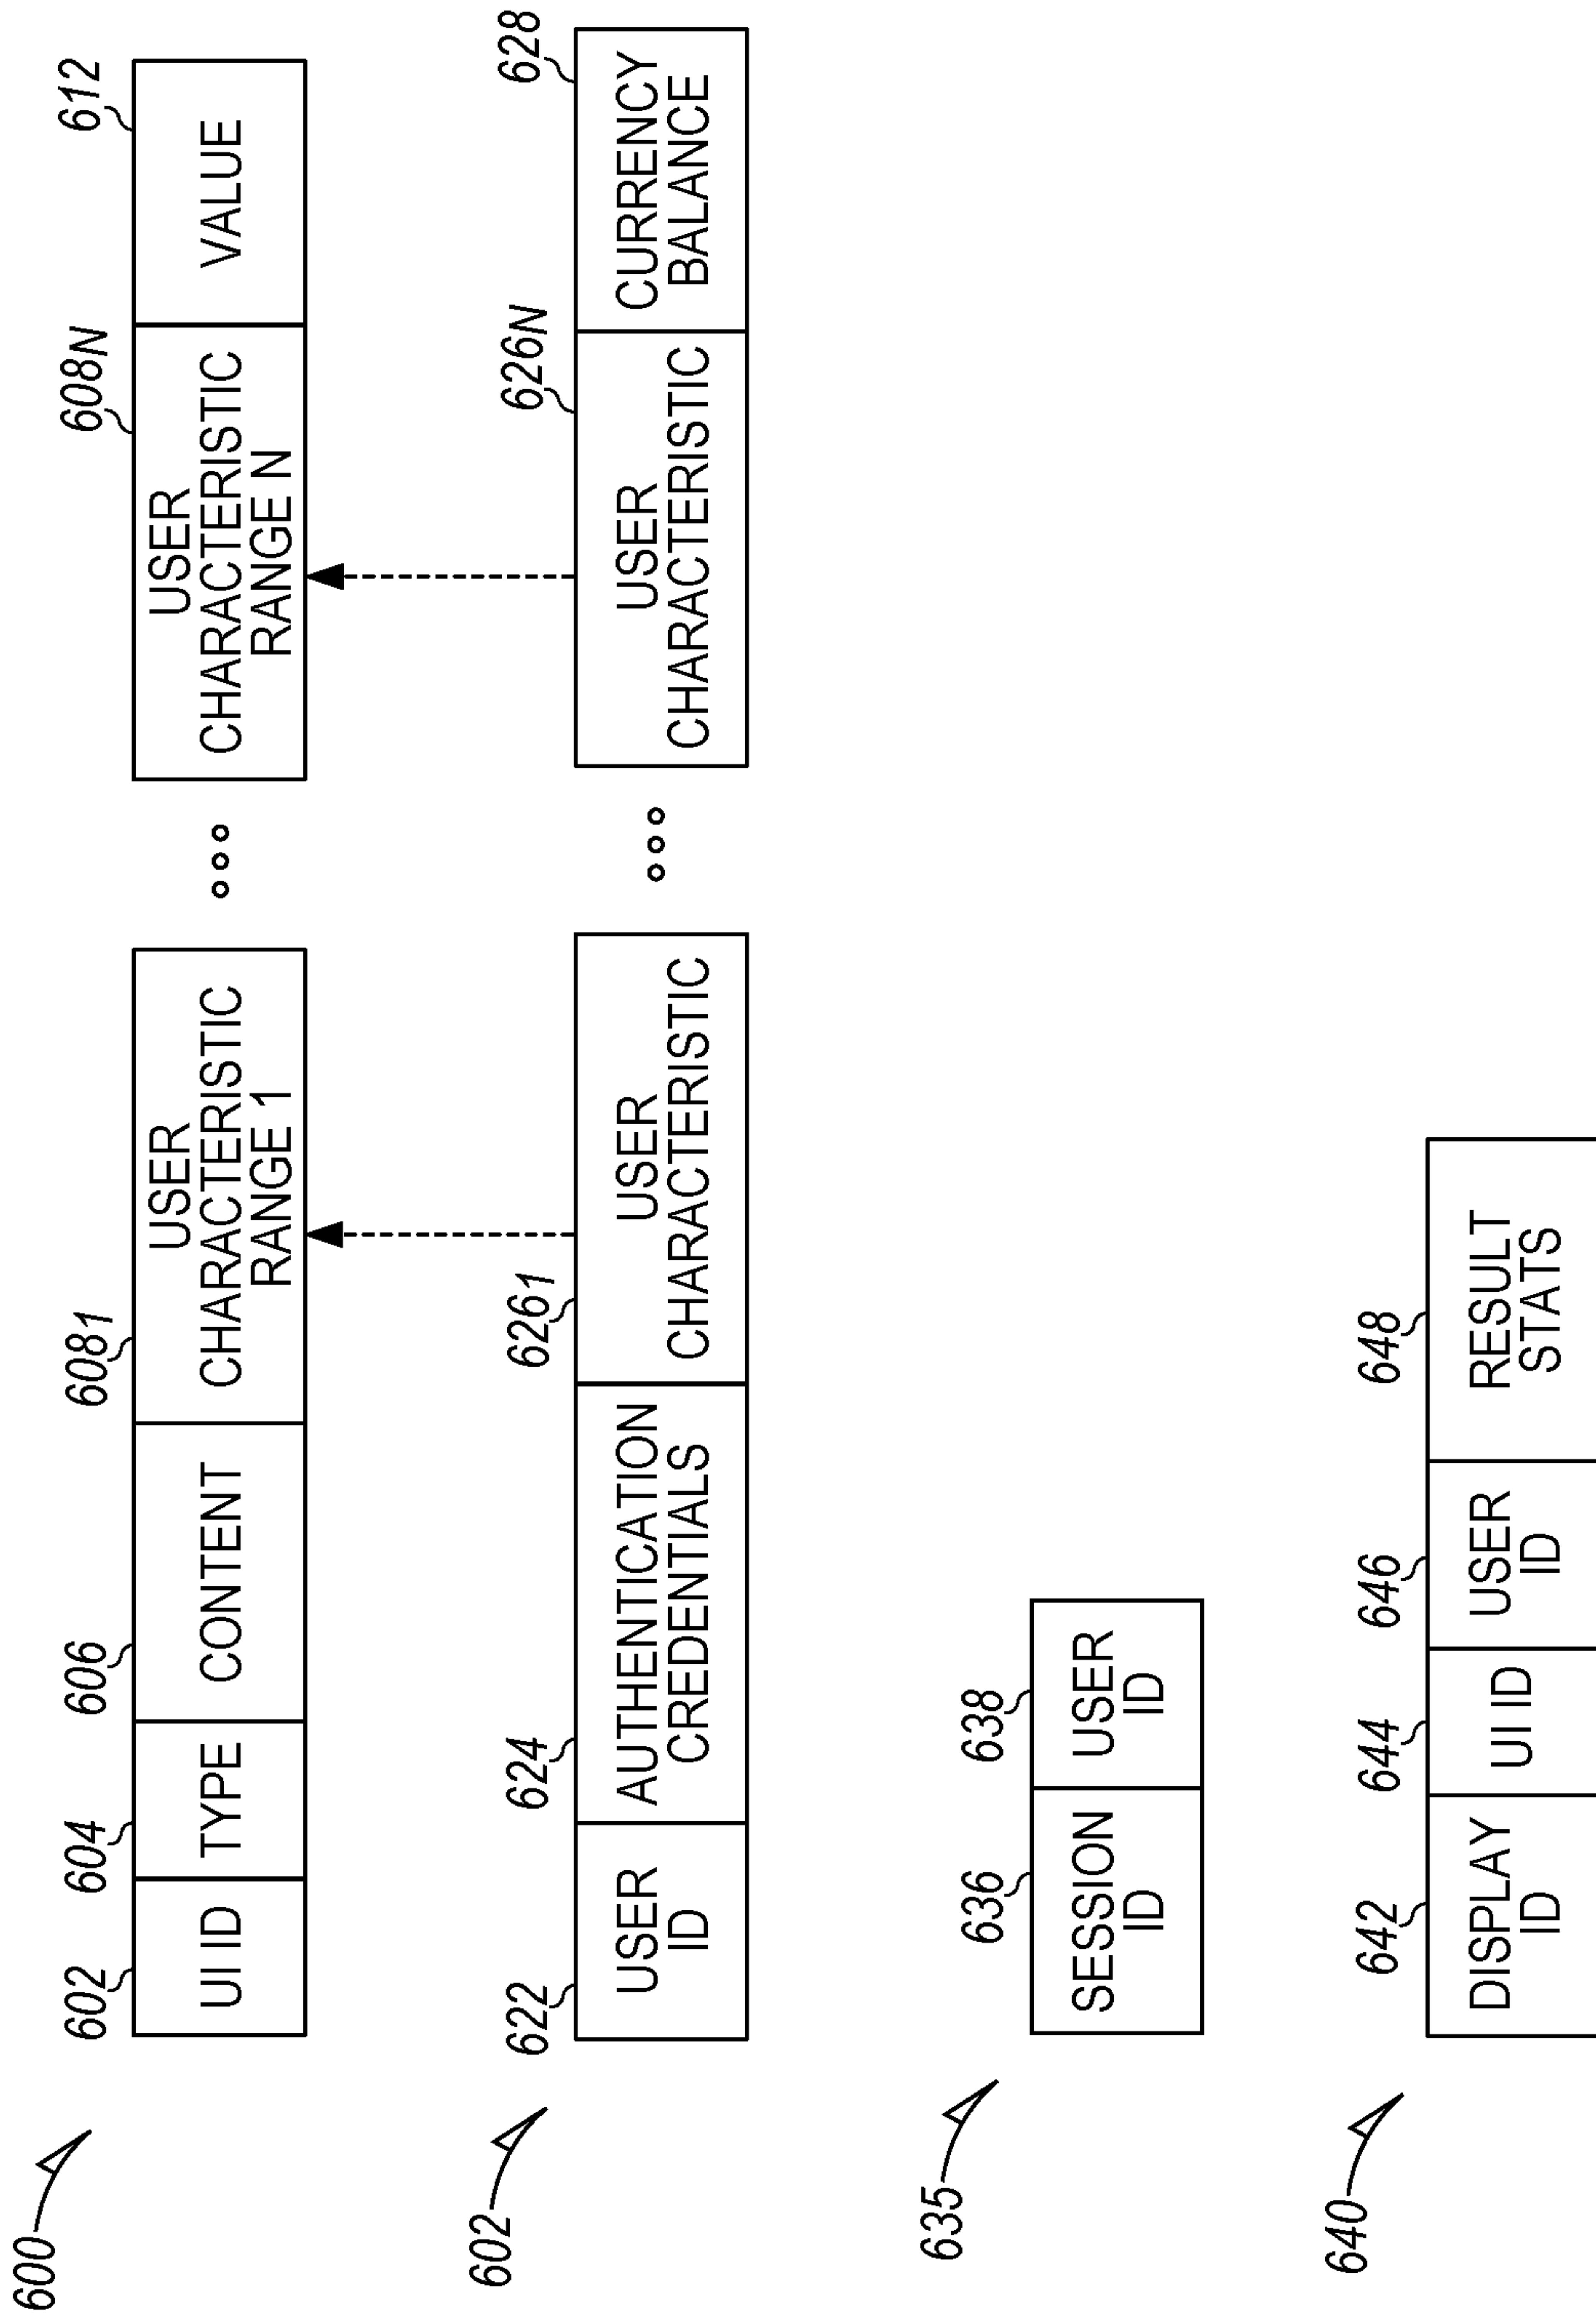 600
602
604
606
608₁
608N
612
UI ID
TYPE
CONTENT
USER
CHARACTERISTIC
RANGE 1
USER
CHARACTERISTIC
RANGE N
VALUE
602
622
624
626₁
626N
628
USER
ID
AUTHENTICATION
CREDENTIALS
USER
CHARACTERISTIC
USER
CHARACTERISTIC
CURRENCY
BALANCE
635
636
638
SESSION
ID
USER
ID
640
642
644
646
648
DISPLAY
ID
UI ID
USER
ID
RESULT
STATS